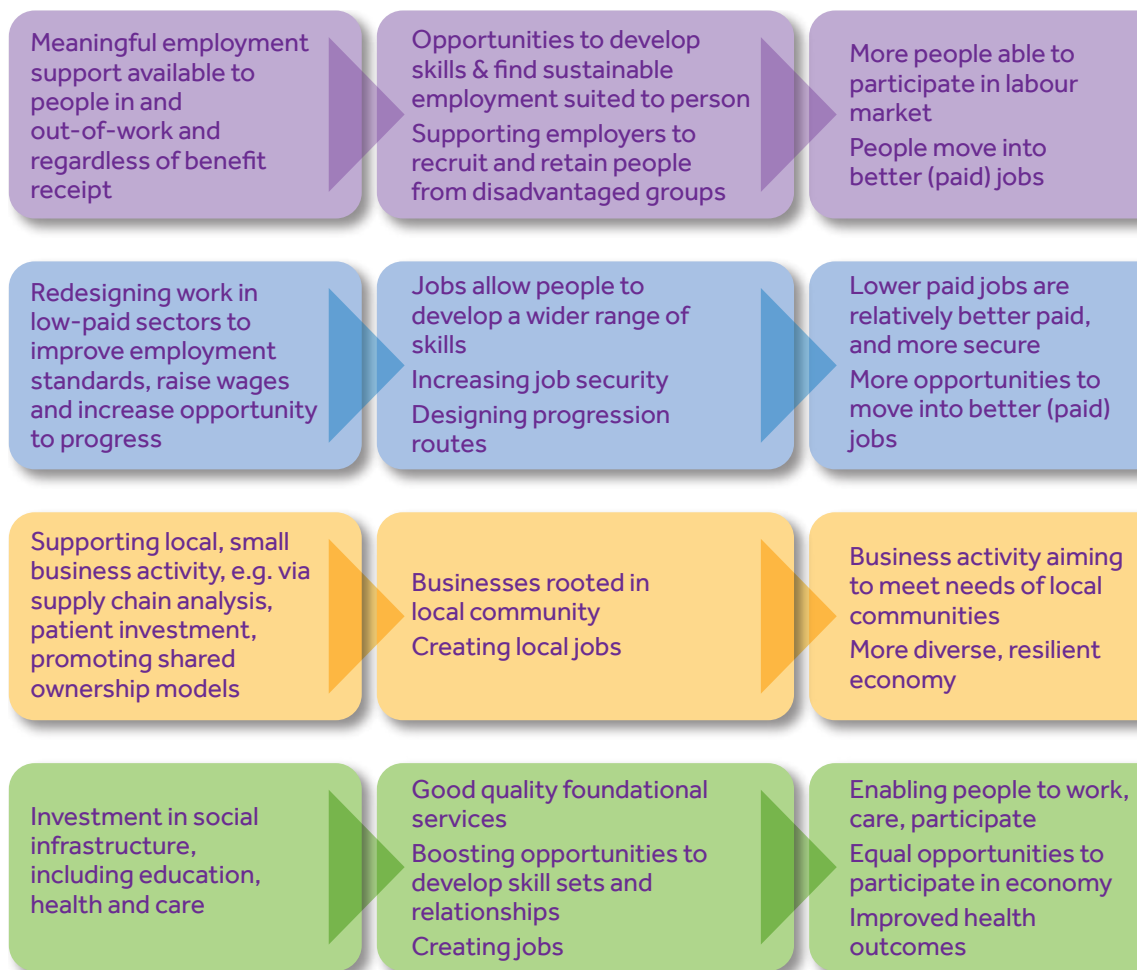 Meaningful employment
support available to
people in and
out-of-work and
regardless of benefit
receipt
Opportunities to develop
skills & find sustainable
employment suited to person
Supporting employers to
recruit and retain people
from disadvantaged groups
More people able to
participate in labour
market
People move into
better (paid) jobs
Redesigning work in
low-paid sectors to
improve employment
standards, raise wages
and increase opportunity
to progress
Jobs allow people to
develop a wider range of
skills
Increasing job security
Designing progression
routes
Lower paid jobs are
relatively better paid,
and more secure
More opportunities to
move into better (paid)
jobs
Supporting local, small
business activity, e.g. via
supply chain analysis,
patient investment,
promoting shared
ownership models
Businesses rooted in
local community
Creating local jobs
Business activity aiming
to meet needs of local
communities
More diverse, resilient
economy
Investment in social
infrastructure,
including education,
health and care
Good quality foundational
services
Boosting opportunities to
develop skill sets and
relationships
Creating jobs
Enabling people to work,
care, participate
Equal opportunities to
participate in economy
Improved health
outcomes